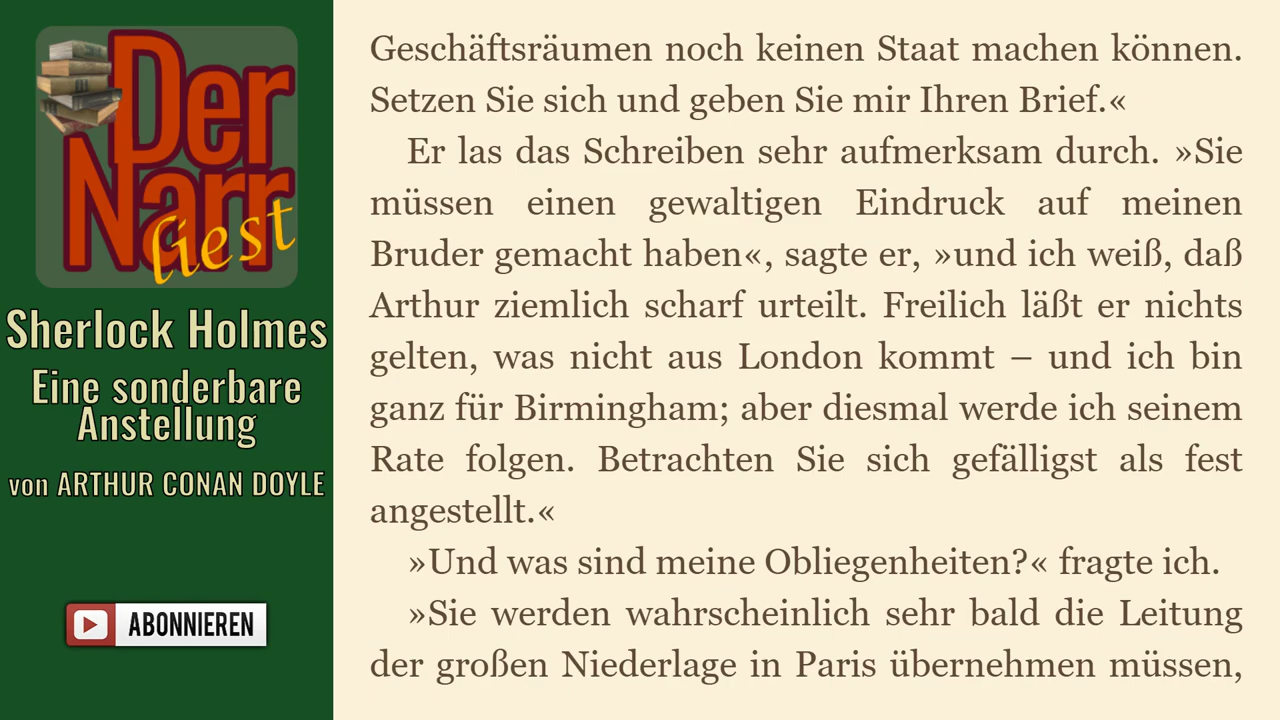 Der
Narr
liest
Sherlock Holmes
Eine sonderbare
Anstellung
von ARTHUR CONAN DOYLE
ABONNIEREN
Geschäftsräumen noch keinen Staat machen können.
Setzen Sie sich und geben Sie mir Ihren Brief.«
Er las das Schreiben sehr aufmerksam durch. »Sie
müssen einen gewaltigen Eindruck auf meinen
Bruder gemacht haben«, sagte er, »und ich weiß, daß
Arthur ziemlich scharf urteilt. Freilich läßt er nichts
gelten, was nicht aus London kommt – und ich bin
ganz für Birmingham; aber diesmal werde ich seinem
Rate folgen. Betrachten Sie sich gefälligst als fest
angestellt.«
»Und was sind meine Obliegenheiten?« fragte ich.
»Sie werden wahrscheinlich sehr bald die Leitung
der großen Niederlage in Paris übernehmen müssen,